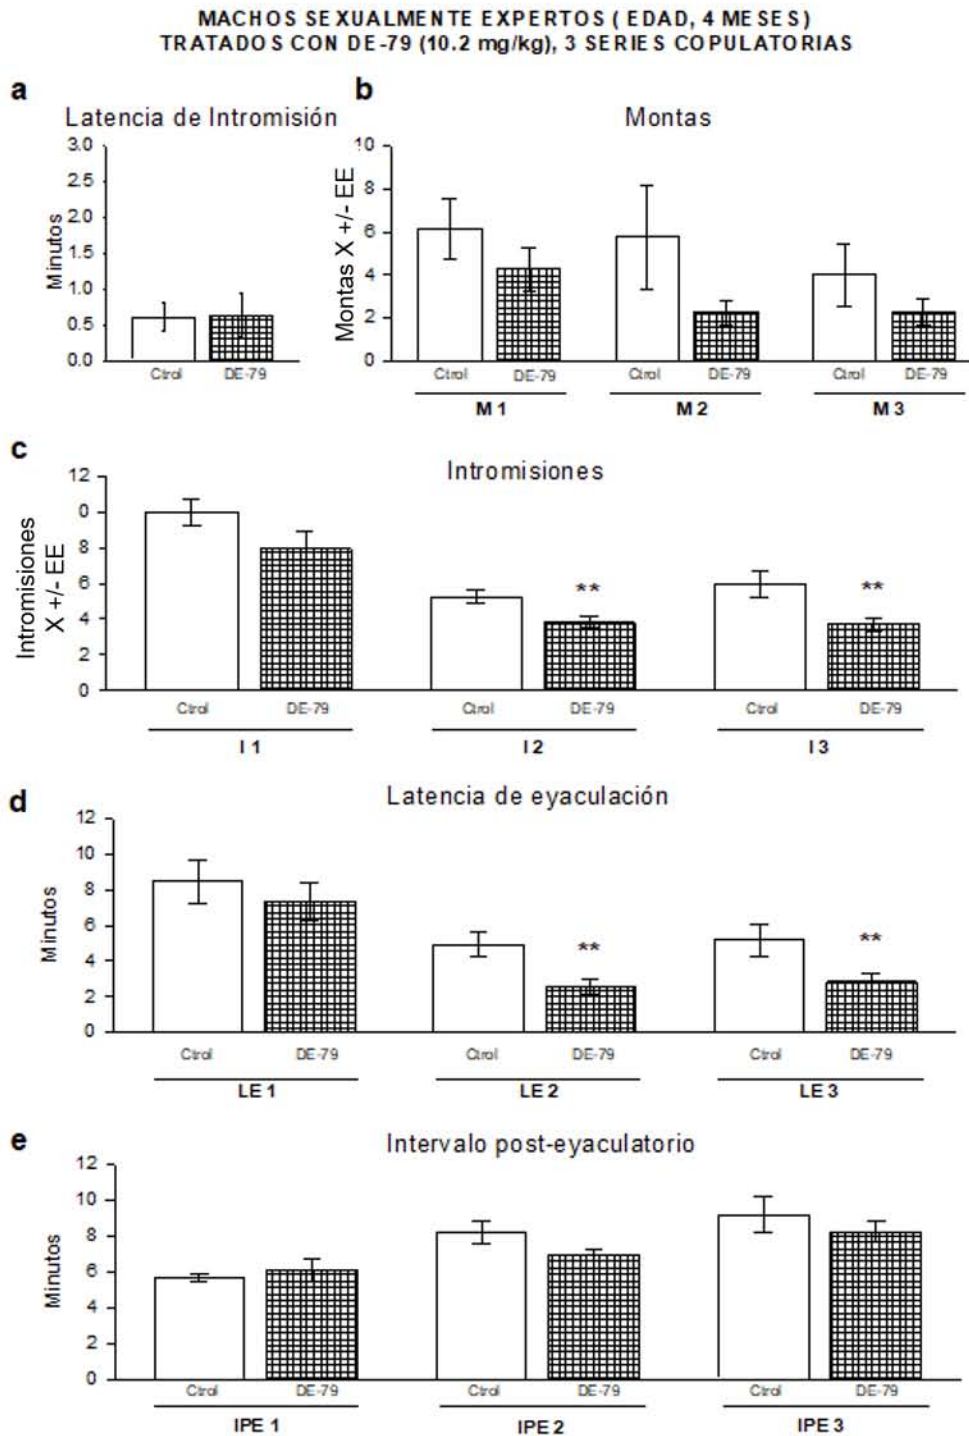 MACHOS SEXUALMENTE EXPERTOS ( EDAD, 4 MESES)
TRATADOS CON DE-79 (10.2 mg/kg), 3 SERIES COPULATORIAS
a
Latencia de Intromisión
Minutos
3.0
2.5
2.0
1.5
1.0
0.5
0.0
Ctrol DE-79
b
Montas
Montas X +/- EE
10
8
6
4
2
0
Ctrol DE-79 Ctrol DE-79 Ctrol DE-79
M 1 M 2 M 3
c
Intromisiones
Intromisiones
X +/- EE
12
0
8
6
4
2
0
** **
Ctrol DE-79 Ctrol DE-79 Ctrol DE-79
I 1 I 2 I 3
d
Latencia de eyaculación
Minutos
12
10
8
6
4
2
0
** **
Ctrol DE-79 Ctrol DE-79 Ctrol DE-79
LE 1 LE 2 LE 3
e
Intervalo post-eyaculatorio
Minutos
12
10
8
6
4
2
0
Ctrol DE-79 Ctrol DE-79 Ctrol DE-79
IPE 1 IPE 2 IPE 3